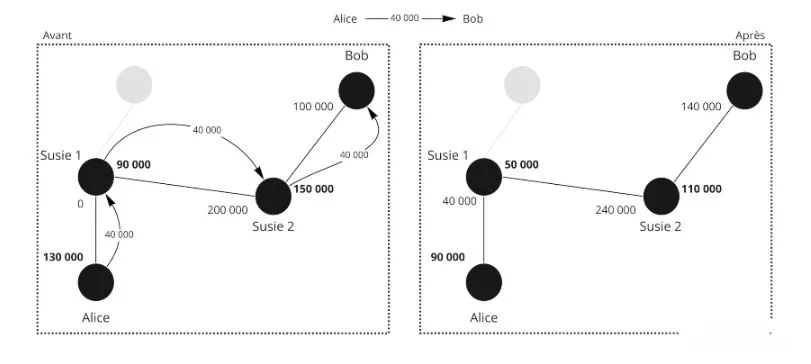 Alice 40 000 Bob
Avant
Bob
100 000
40 000
40 000
Susie 1
90 000
150 000
0
200 000
Susie 2
40 000
130 000
Alice
Après
Bob
140 000
Susie 1
50 000
110 000
40 000
240 000
Susie 2
90 000
Alice